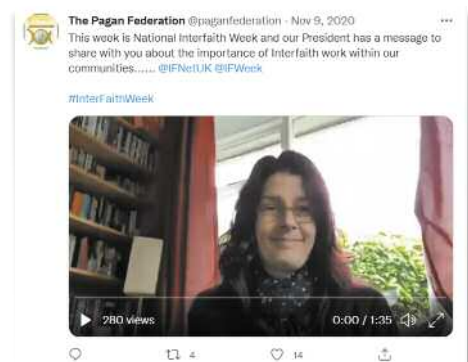 The Pagan Federation @paganfederation · Nov 9, 2020
This week is National Interfaith Week and our President has a message to
share with you about the importance of Interfaith work within our
communities...... @IFNetUK @IFWeek
#InterFaithWeek
280 views
0:00 / 1:35
4
14